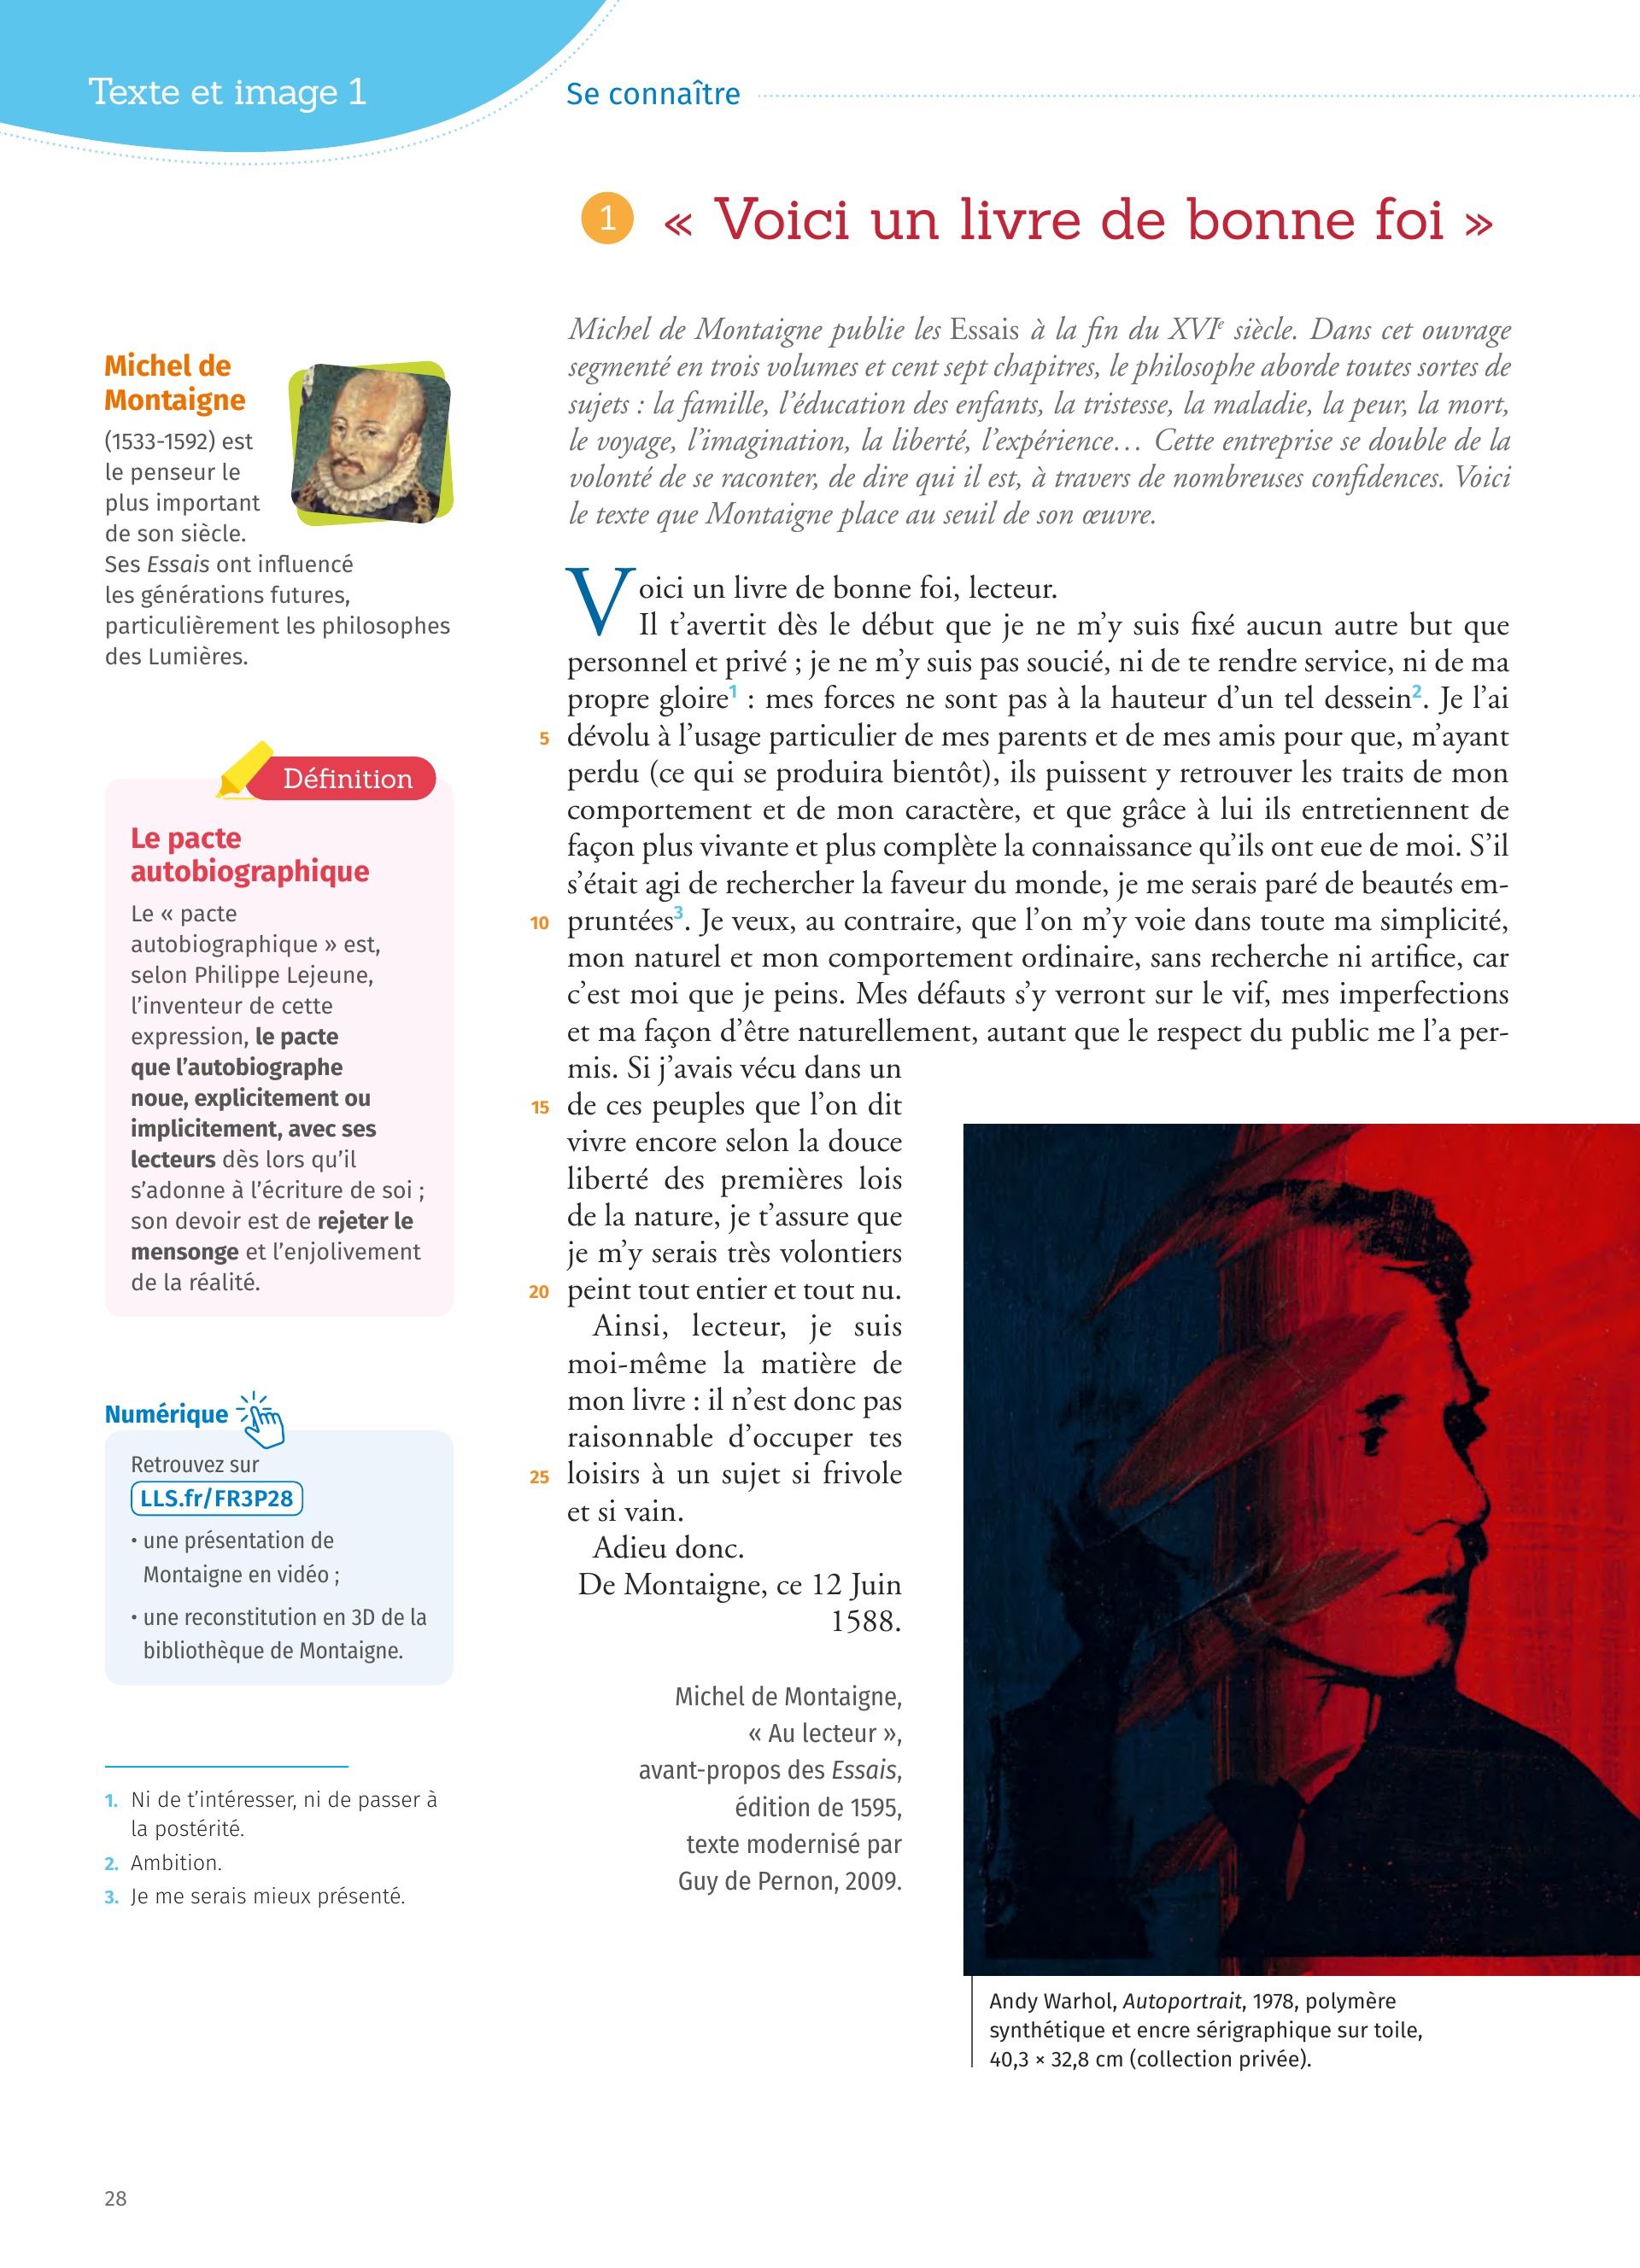 Texte et image 1
Se connaître
1 « Voici un livre de bonne foi »
Michel de Montaigne publie les Essais à la fin du XVIe siècle. Dans cet ouvrage
segmenté en trois volumes et cent sept chapitres, le philosophe aborde toutes sortes de
sujets : la famille, l’éducation des enfants, la tristesse, la maladie, la peur, la mort,
le voyage, l’imagination, la liberté, l’expérience… Cette entreprise se double de la
volonté de se raconter, de dire qui il est, à travers de nombreuses confidences. Voici
le texte que Montaigne place au seuil de son œuvre.
Voici un livre de bonne foi, lecteur.
Il t’avertit dès le début que je ne m’y suis fixé aucun autre but que
personnel et privé ; je ne m’y suis pas soucié, ni de te rendre service, ni de ma
propre gloire1 : mes forces ne sont pas à la hauteur d’un tel dessein2. Je l’ai
5 dévolu à l’usage particulier de mes parents et de mes amis pour que, m’ayant
perdu (ce qui se produira bientôt), ils puissent y retrouver les traits de mon
comportement et de mon caractère, et que grâce à lui ils entretiennent de
façon plus vivante et plus complète la connaissance qu’ils ont eue de moi. S’il
s’était agi de rechercher la faveur du monde, je me serais paré de beautés em-
10 pruntées3. Je veux, au contraire, que l’on m’y voie dans toute ma simplicité,
mon naturel et mon comportement ordinaire, sans recherche ni artifice, car
c’est moi que je peins. Mes défauts s’y verront sur le vif, mes imperfections
et ma façon d’être naturellement, autant que le respect du public me l’a per-
mis. Si j’avais vécu dans un
15 de ces peuples que l’on dit
vivre encore selon la douce
liberté des premières lois
de la nature, je t’assure que
je m’y serais très volontiers
20 peint tout entier et tout nu.
Ainsi, lecteur, je suis
moi-même la matière de
mon livre : il n’est donc pas
raisonnable d’occuper tes
25 loisirs à un sujet si frivole
et si vain.
Adieu donc.
De Montaigne, ce 12 Juin
1588.
Michel de Montaigne,
« Au lecteur »,
avant-propos des Essais,
édition de 1595,
texte modernisé par
Guy de Pernon, 2009.
Andy Warhol, Autoportrait, 1978, polymère
synthétique et encre sérigraphique sur toile,
40,3 × 32,8 cm (collection privée).
Michel de
Montaigne
(1533-1592) est
le penseur le
plus important
de son siècle.
Ses Essais ont influencé
les générations futures,
particulièrement les philosophes
des Lumières.
Définition
Le pacte
autobiographique
Le « pacte
autobiographique » est,
selon Philippe Lejeune,
l’inventeur de cette
expression, le pacte
que l’autobiographe
noue, explicitement ou
implicitement, avec ses
lecteurs dès lors qu’il
s’adonne à l’écriture de soi ;
son devoir est de rejeter le
mensonge et l’enjolivement
de la réalité.
Numérique
Retrouvez sur
LLS.fr/FR3P28
• une présentation de
Montaigne en vidéo ;
• une reconstitution en 3D de la
bibliothèque de Montaigne.
1. Ni de t’intéresser, ni de passer à
la postérité.
2. Ambition.
3. Je me serais mieux présenté.
28